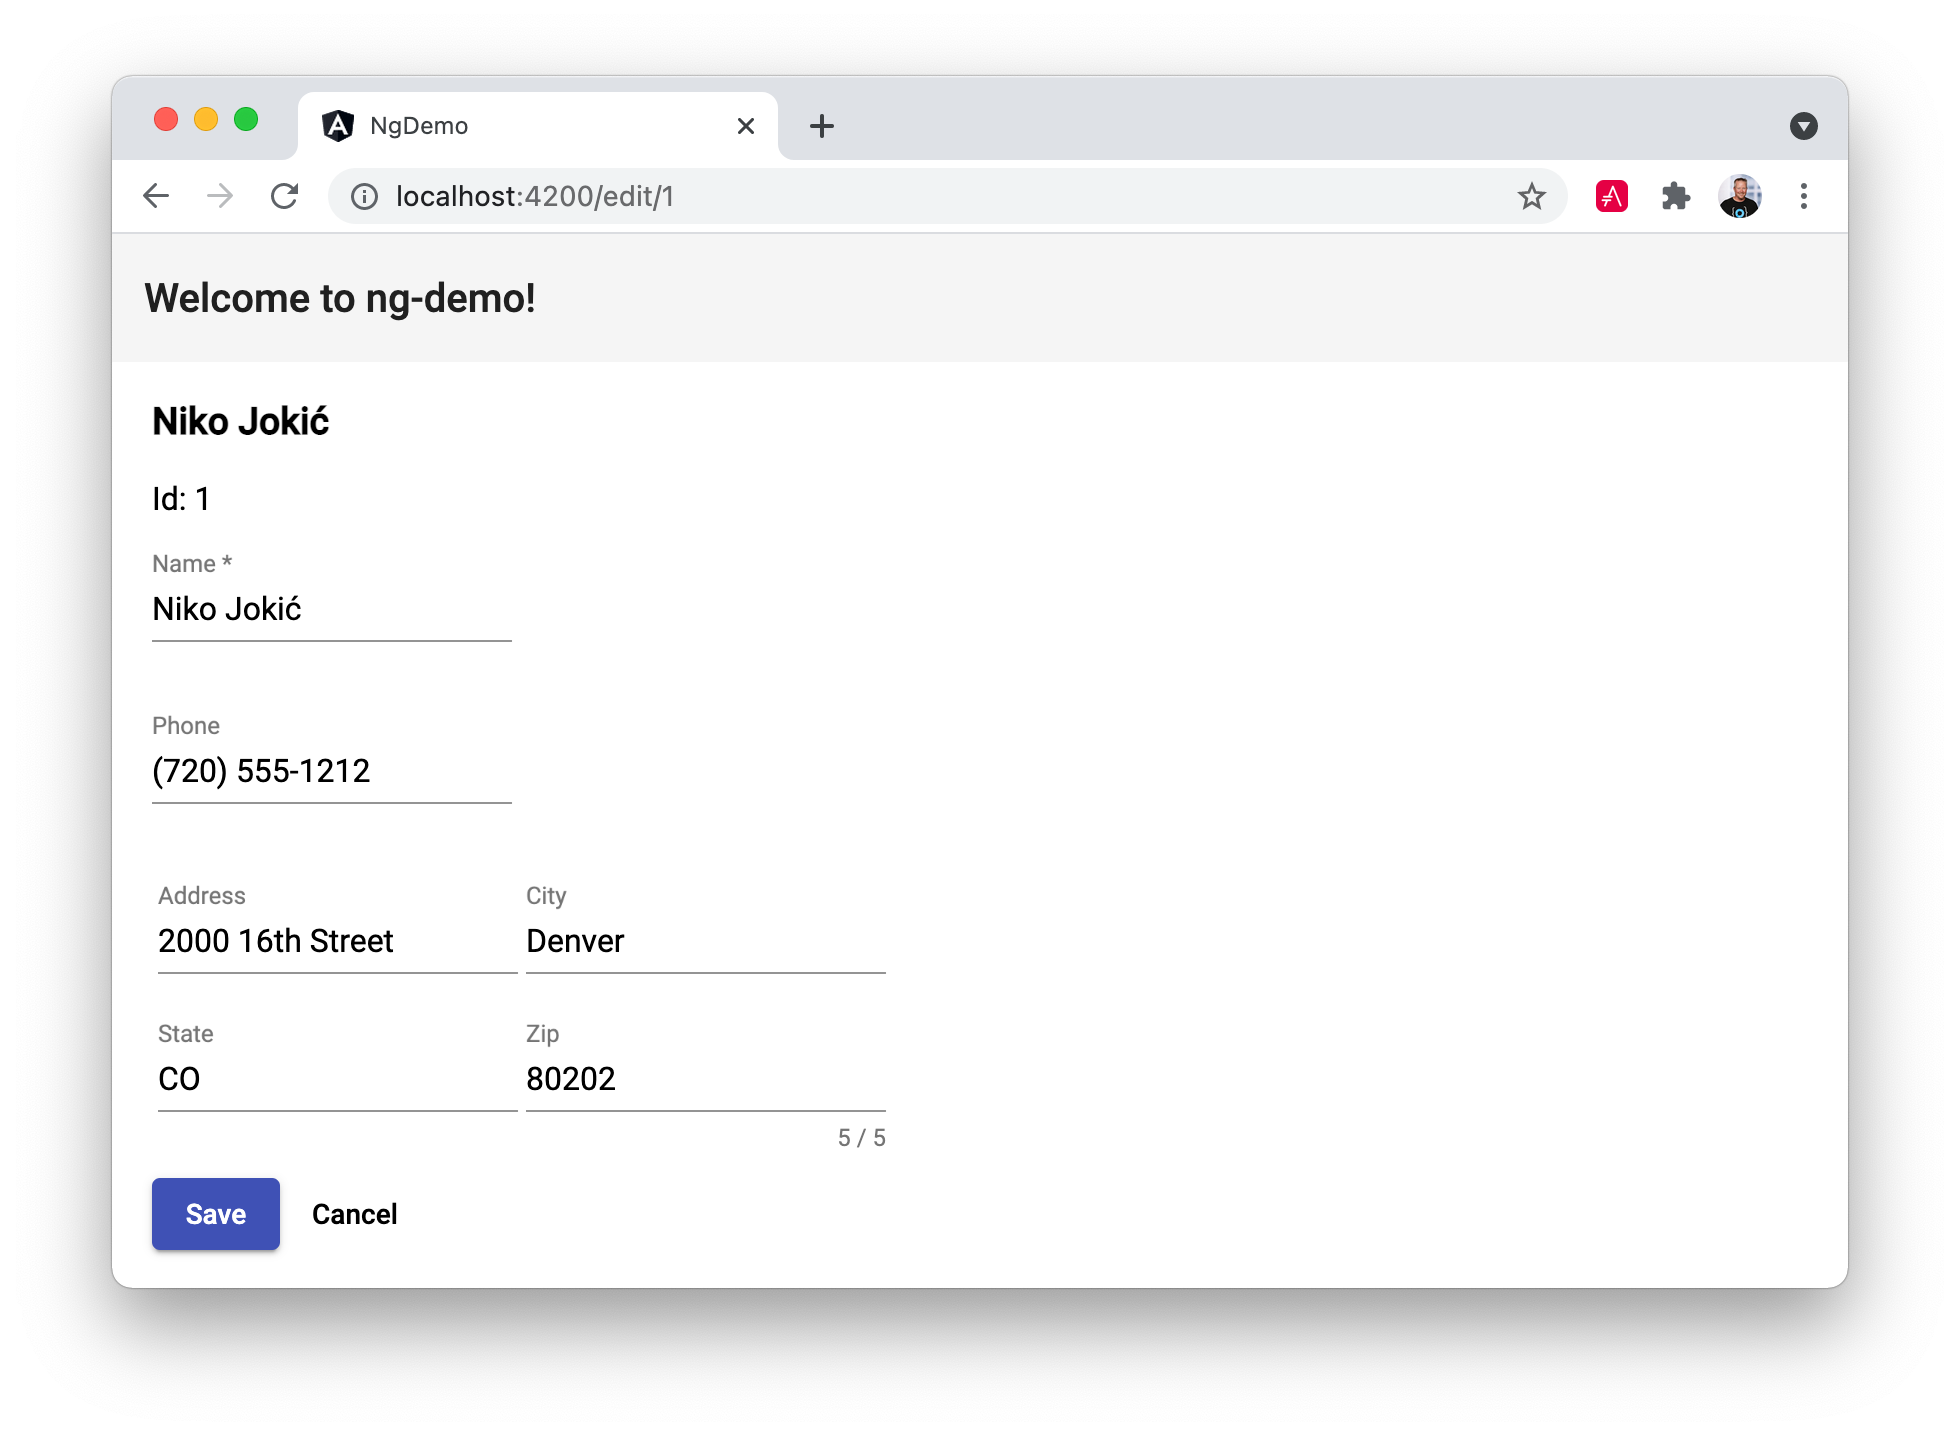 NgDemo
localhost:4200/edit/1
Welcome to ng-demo!
Niko Jokić
Id: 1
Name *
Niko Jokić
Phone
(720) 555-1212
Address City
2000 16th Street Denver
State Zip
CO 80202
5 / 5
Save Cancel